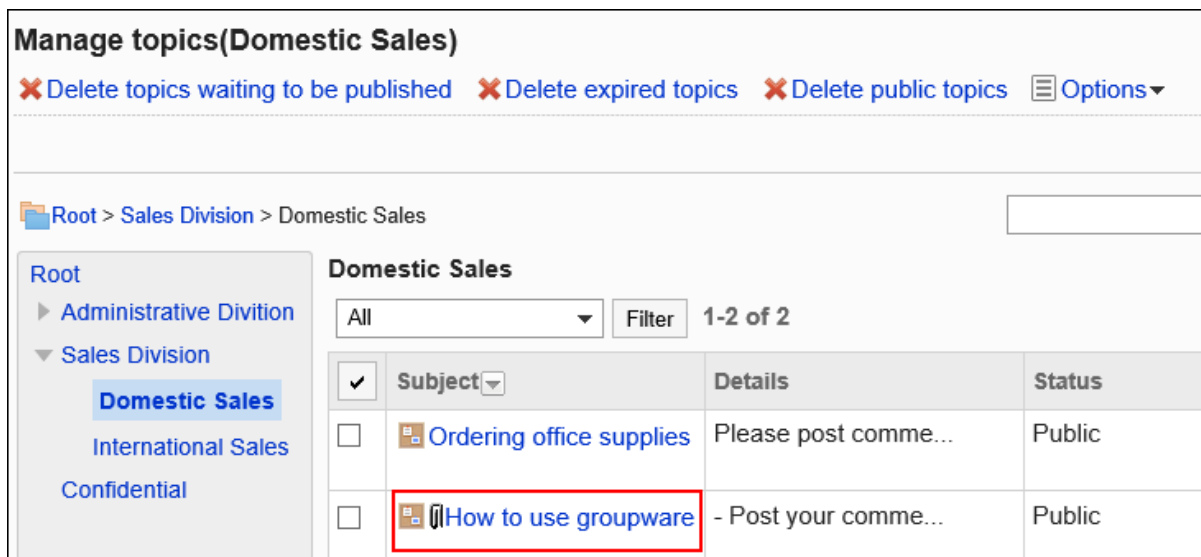 Manage topics(Domestic Sales)
Delete topics waiting to be published Delete expired topics Delete public topics Options
Root > Sales Division > Domestic Sales
Root
Administrative Divition
Sales Division
Domestic Sales
International Sales
Confidential
Domestic Sales
All Filter 1-2 of 2
Subject Details Status
Ordering office supplies Please post comme... Public
How to use groupware - Post your comme... Public